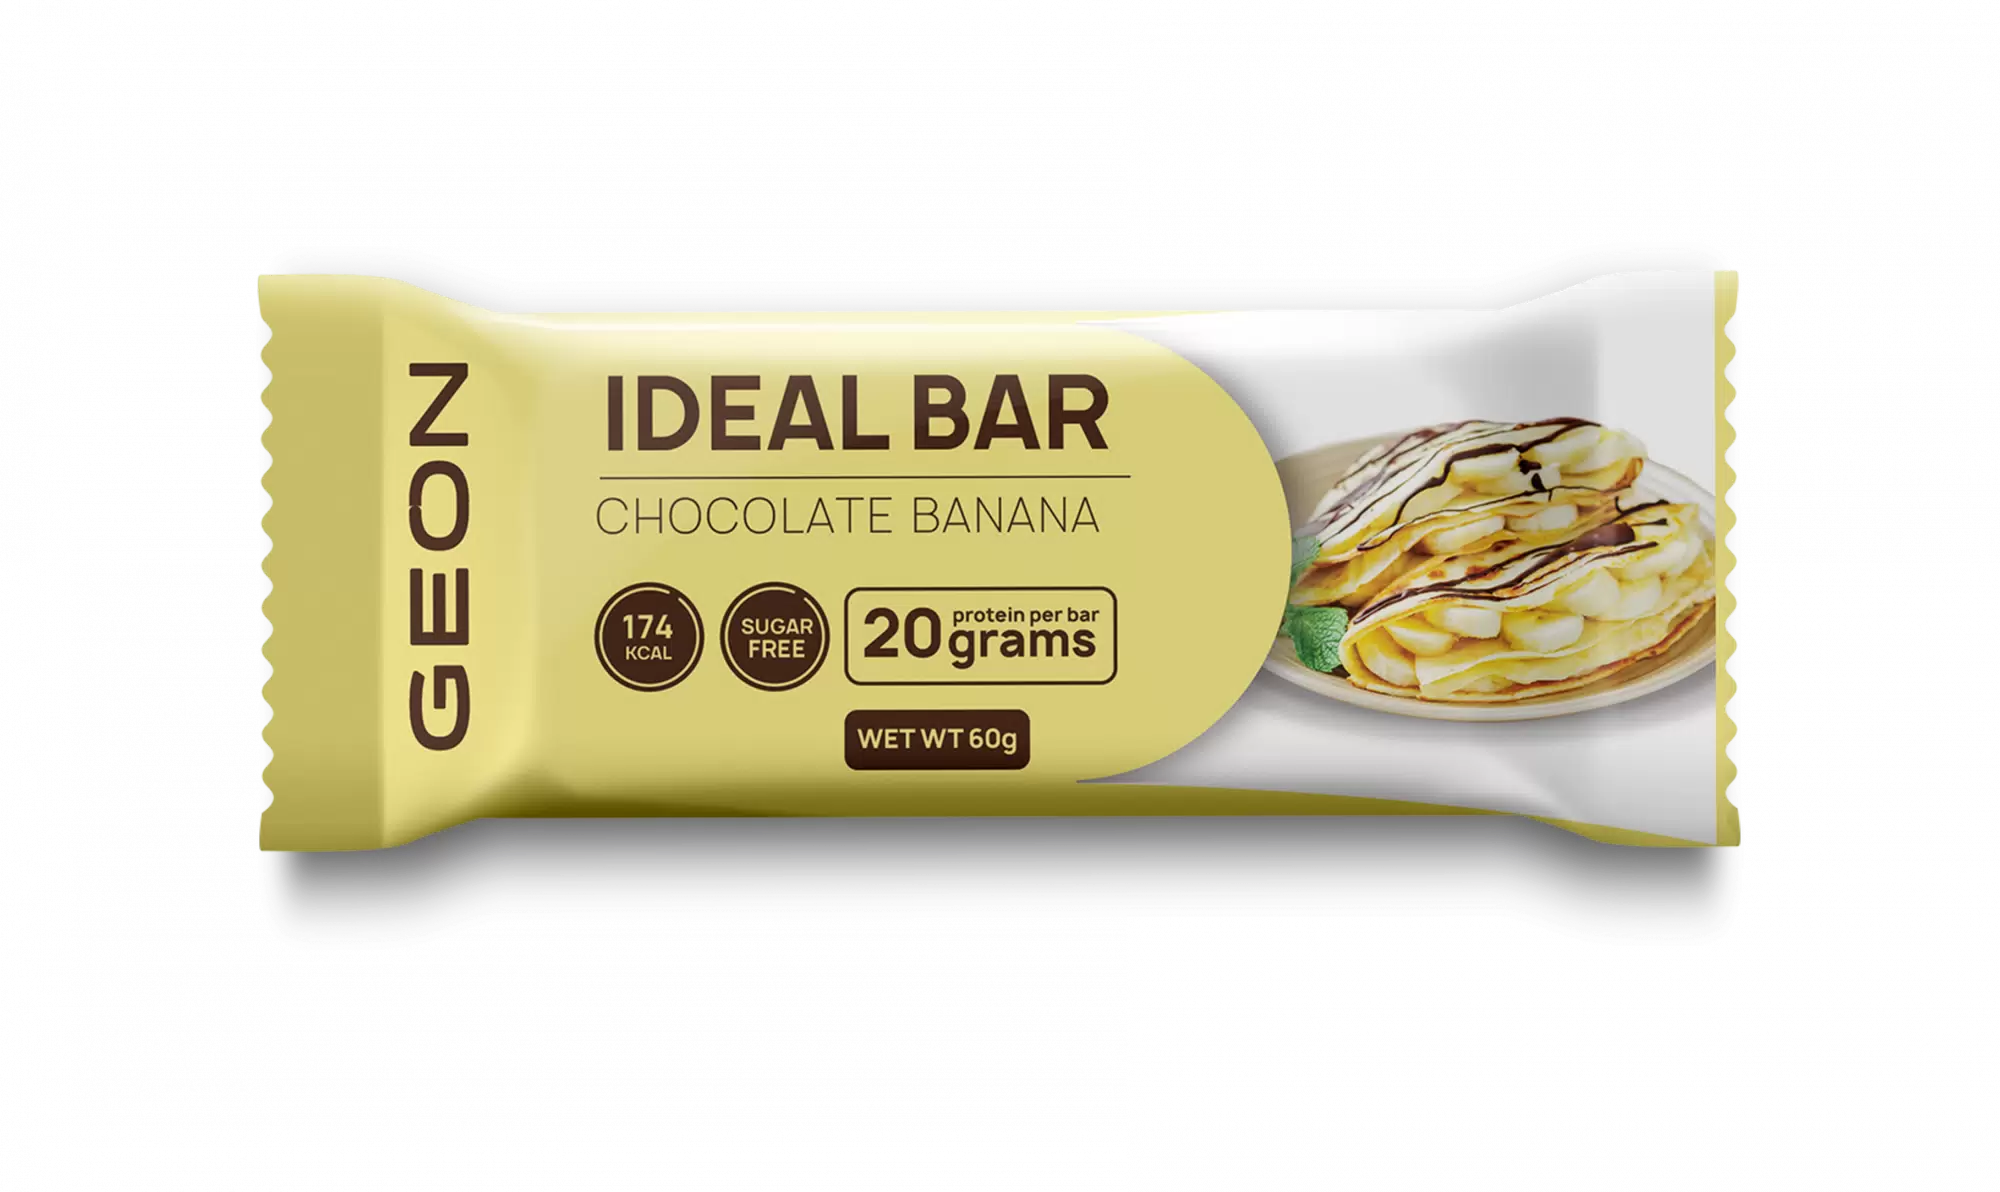 GEON
IDEAL BAR
CHOCOLATE BANANA
174
KCAL
SUGAR
FREE
20 protein per bar
grams
WET WT 60g